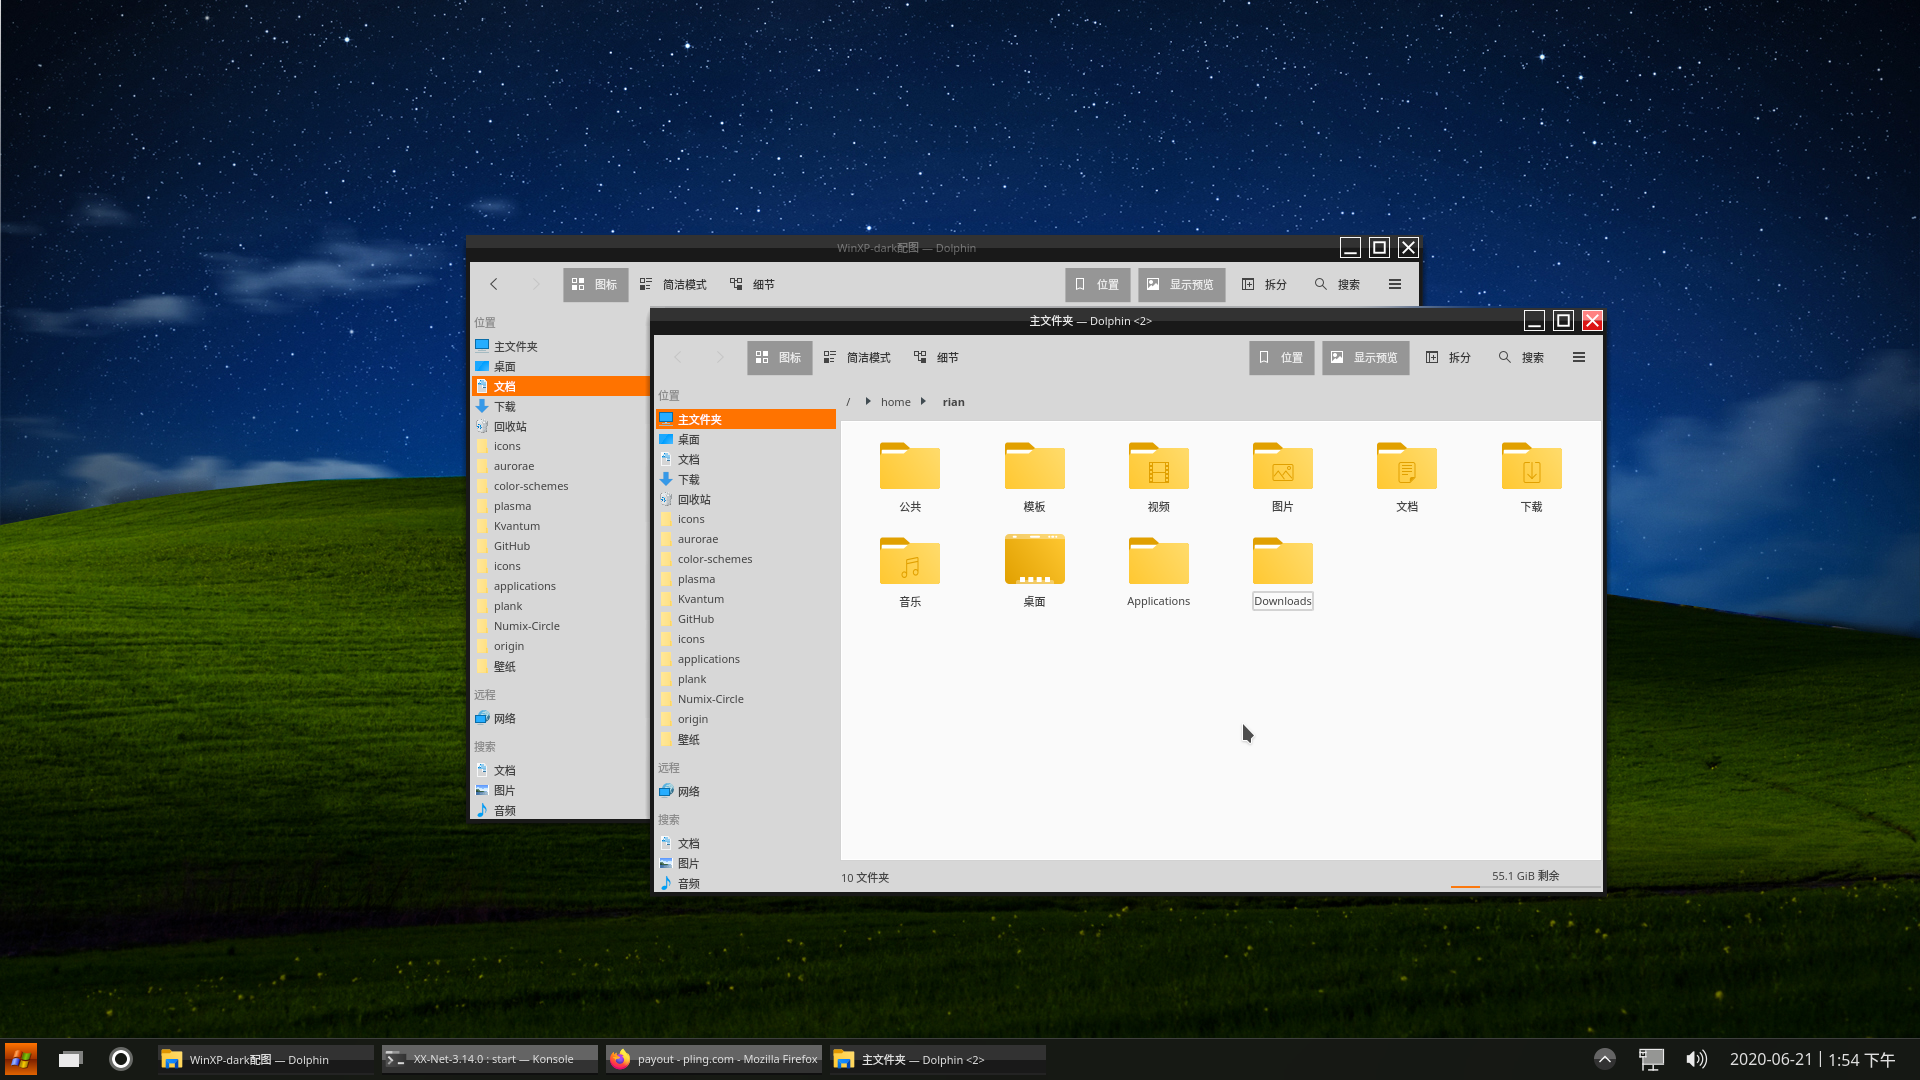 WinXP-dark配图 — Dolphin
图标 简洁模式 细节 位置 显示预览 拆分 搜索
位置
主文件夹
桌面
文档
下载
回收站
icons
aurorae
color-schemes
plasma
Kvantum
GitHub
icons
applications
plank
Numix-Circle
origin
壁纸
远程
网络
搜索
文档
图片
音频
主文件夹 — Dolphin <2>
图标 简洁模式 细节 位置 显示预览 拆分 搜索
位置
主文件夹
桌面
文档
下载
回收站
icons
aurorae
color-schemes
plasma
Kvantum
GitHub
icons
applications
plank
Numix-Circle
origin
壁纸
远程
网络
搜索
文档
图片
音频
/ home rian
公共 模板 视频 图片 文档 下载
音乐 桌面 Applications Downloads
10 文件夹 55.1 GiB 剩余
WinXP-dark配图 — Dolphin XX-Net-3.14.0 : start — Konsole payout - pling.com - Mozilla Firefox 主文件夹 — Dolphin <2> 2020-06-21 | 1:54 下午